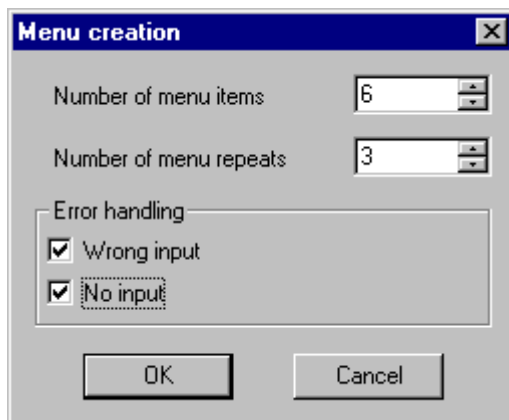 Menu creation
Number of menu items 6
Number of menu repeats 3
Error handling
Wrong input
No input
OK Cancel